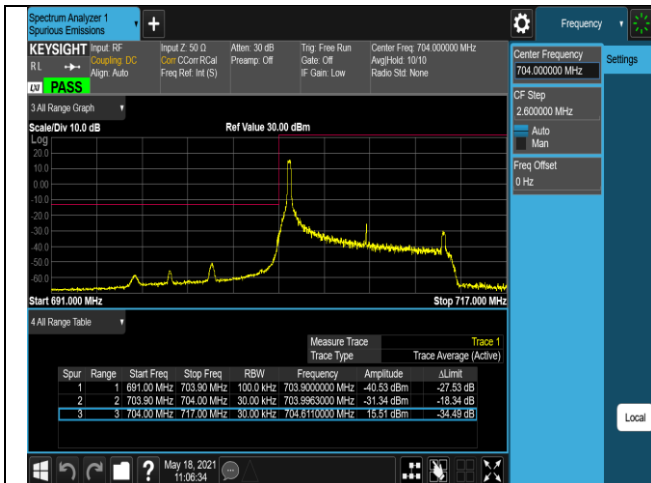 Spectrum Analyzer 1
Spurious Emissions
Frequency
KEYSIGHT Input: RF Input Z: 50 Ω Atten: 30 dB Trig: Free Run Center Freq: 704.000000 MHz
RL Coupling: DC Corr CCorr RCal Preamp: Off Gate: Off Avg|Hold: 10/10
Align: Auto Freq Ref: Int (S) IF Gain: Low Radio Std: None
LXI PASS
Center Frequency
704.000000 MHz
Settings
CF Step
2.600000 MHz
Auto
Man
Freq Offset
0 Hz
3 All Range Graph
Scale/Div 10.0 dB Ref Value 30.00 dBm
Log
20.0
10.0
0.00
-10.0
-20.0
-30.0
-40.0
-50.0
-60.0
Start 691.000 MHz Stop 717.000 MHz
4 All Range Table
Measure Trace Trace 1
Trace Type Trace Average (Active)
Spur Range Start Freq Stop Freq RBW Frequency Amplitude ΔLimit
1 1 691.00 MHz 703.90 MHz 100.0 kHz 703.9000000 MHz -40.53 dBm -27.53 dB
2 2 703.90 MHz 704.00 MHz 30.00 kHz 703.9963000 MHz -31.34 dBm -18.34 dB
3 3 704.00 MHz 717.00 MHz 30.00 kHz 704.6110000 MHz 15.51 dBm -34.49 dB
Local
?
May 18, 2021
11:06:34